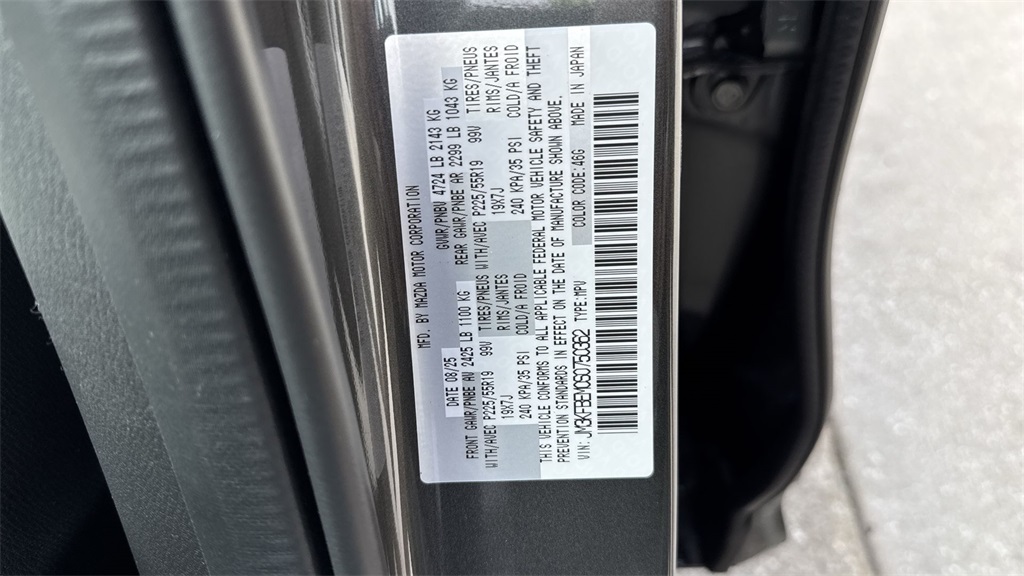 MFD. BY MAZDA MOTOR CORPORATION
DATE 08/25 GVWR/PNBV 4724 LB 2143 KG
FRONT GAWR/PNBE AV 2425 LB 1100 KG REAR GAWR/PNBE AR 2299 LB 1043 KG
WITH/AVEC P225/55R19 99V TIRES/PNEUS WITH/AVEC P225/55R19 99V TIRES/PNEUS
19X7J RIMS/JANTES 19X7J RIMS/JANTES
240 KPA/35 PSI COLD/A FROID 240 KPA/35 PSI COLD/A FROID
THIS VEHICLE CONFORMS TO ALL APPLICABLE FEDERAL MOTOR VEHICLE SAFETY AND THEFT
PREVENTION STANDARDS IN EFFECT ON THE DATE OF MANUFACTURE SHOWN ABOVE.
VIN: TYPE:MPV COLOR CODE:46G MADE IN JAPAN